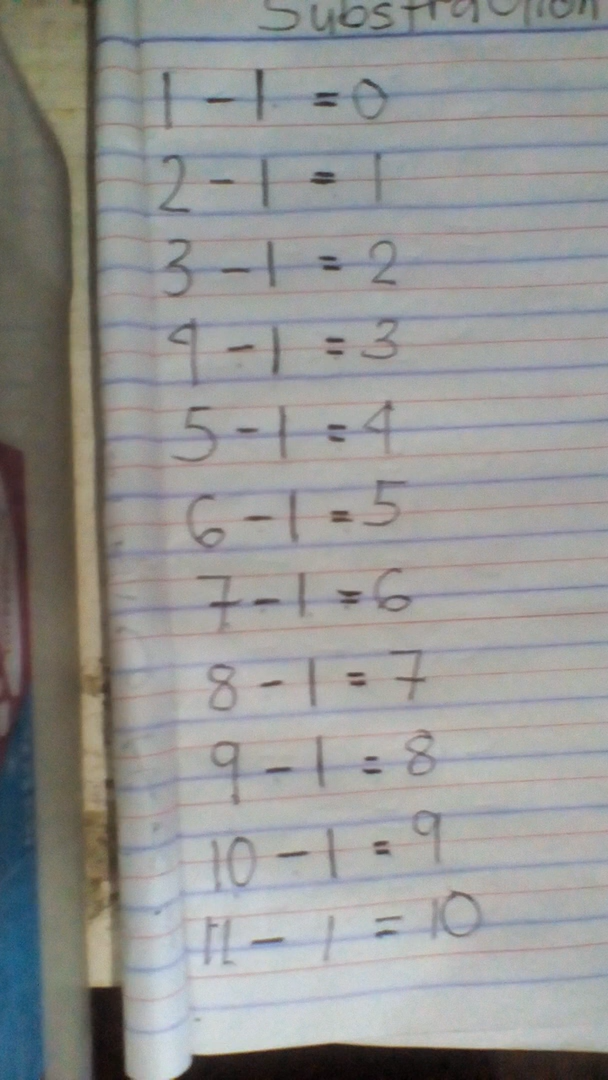 Substraction
1 - 1 = 0
2 - 1 = 1
3 - 1 = 2
4 - 1 = 3
5 - 1 = 4
6 - 1 = 5
7 - 1 = 6
8 - 1 = 7
9 - 1 = 8
10 - 1 = 9
11 - 1 = 10